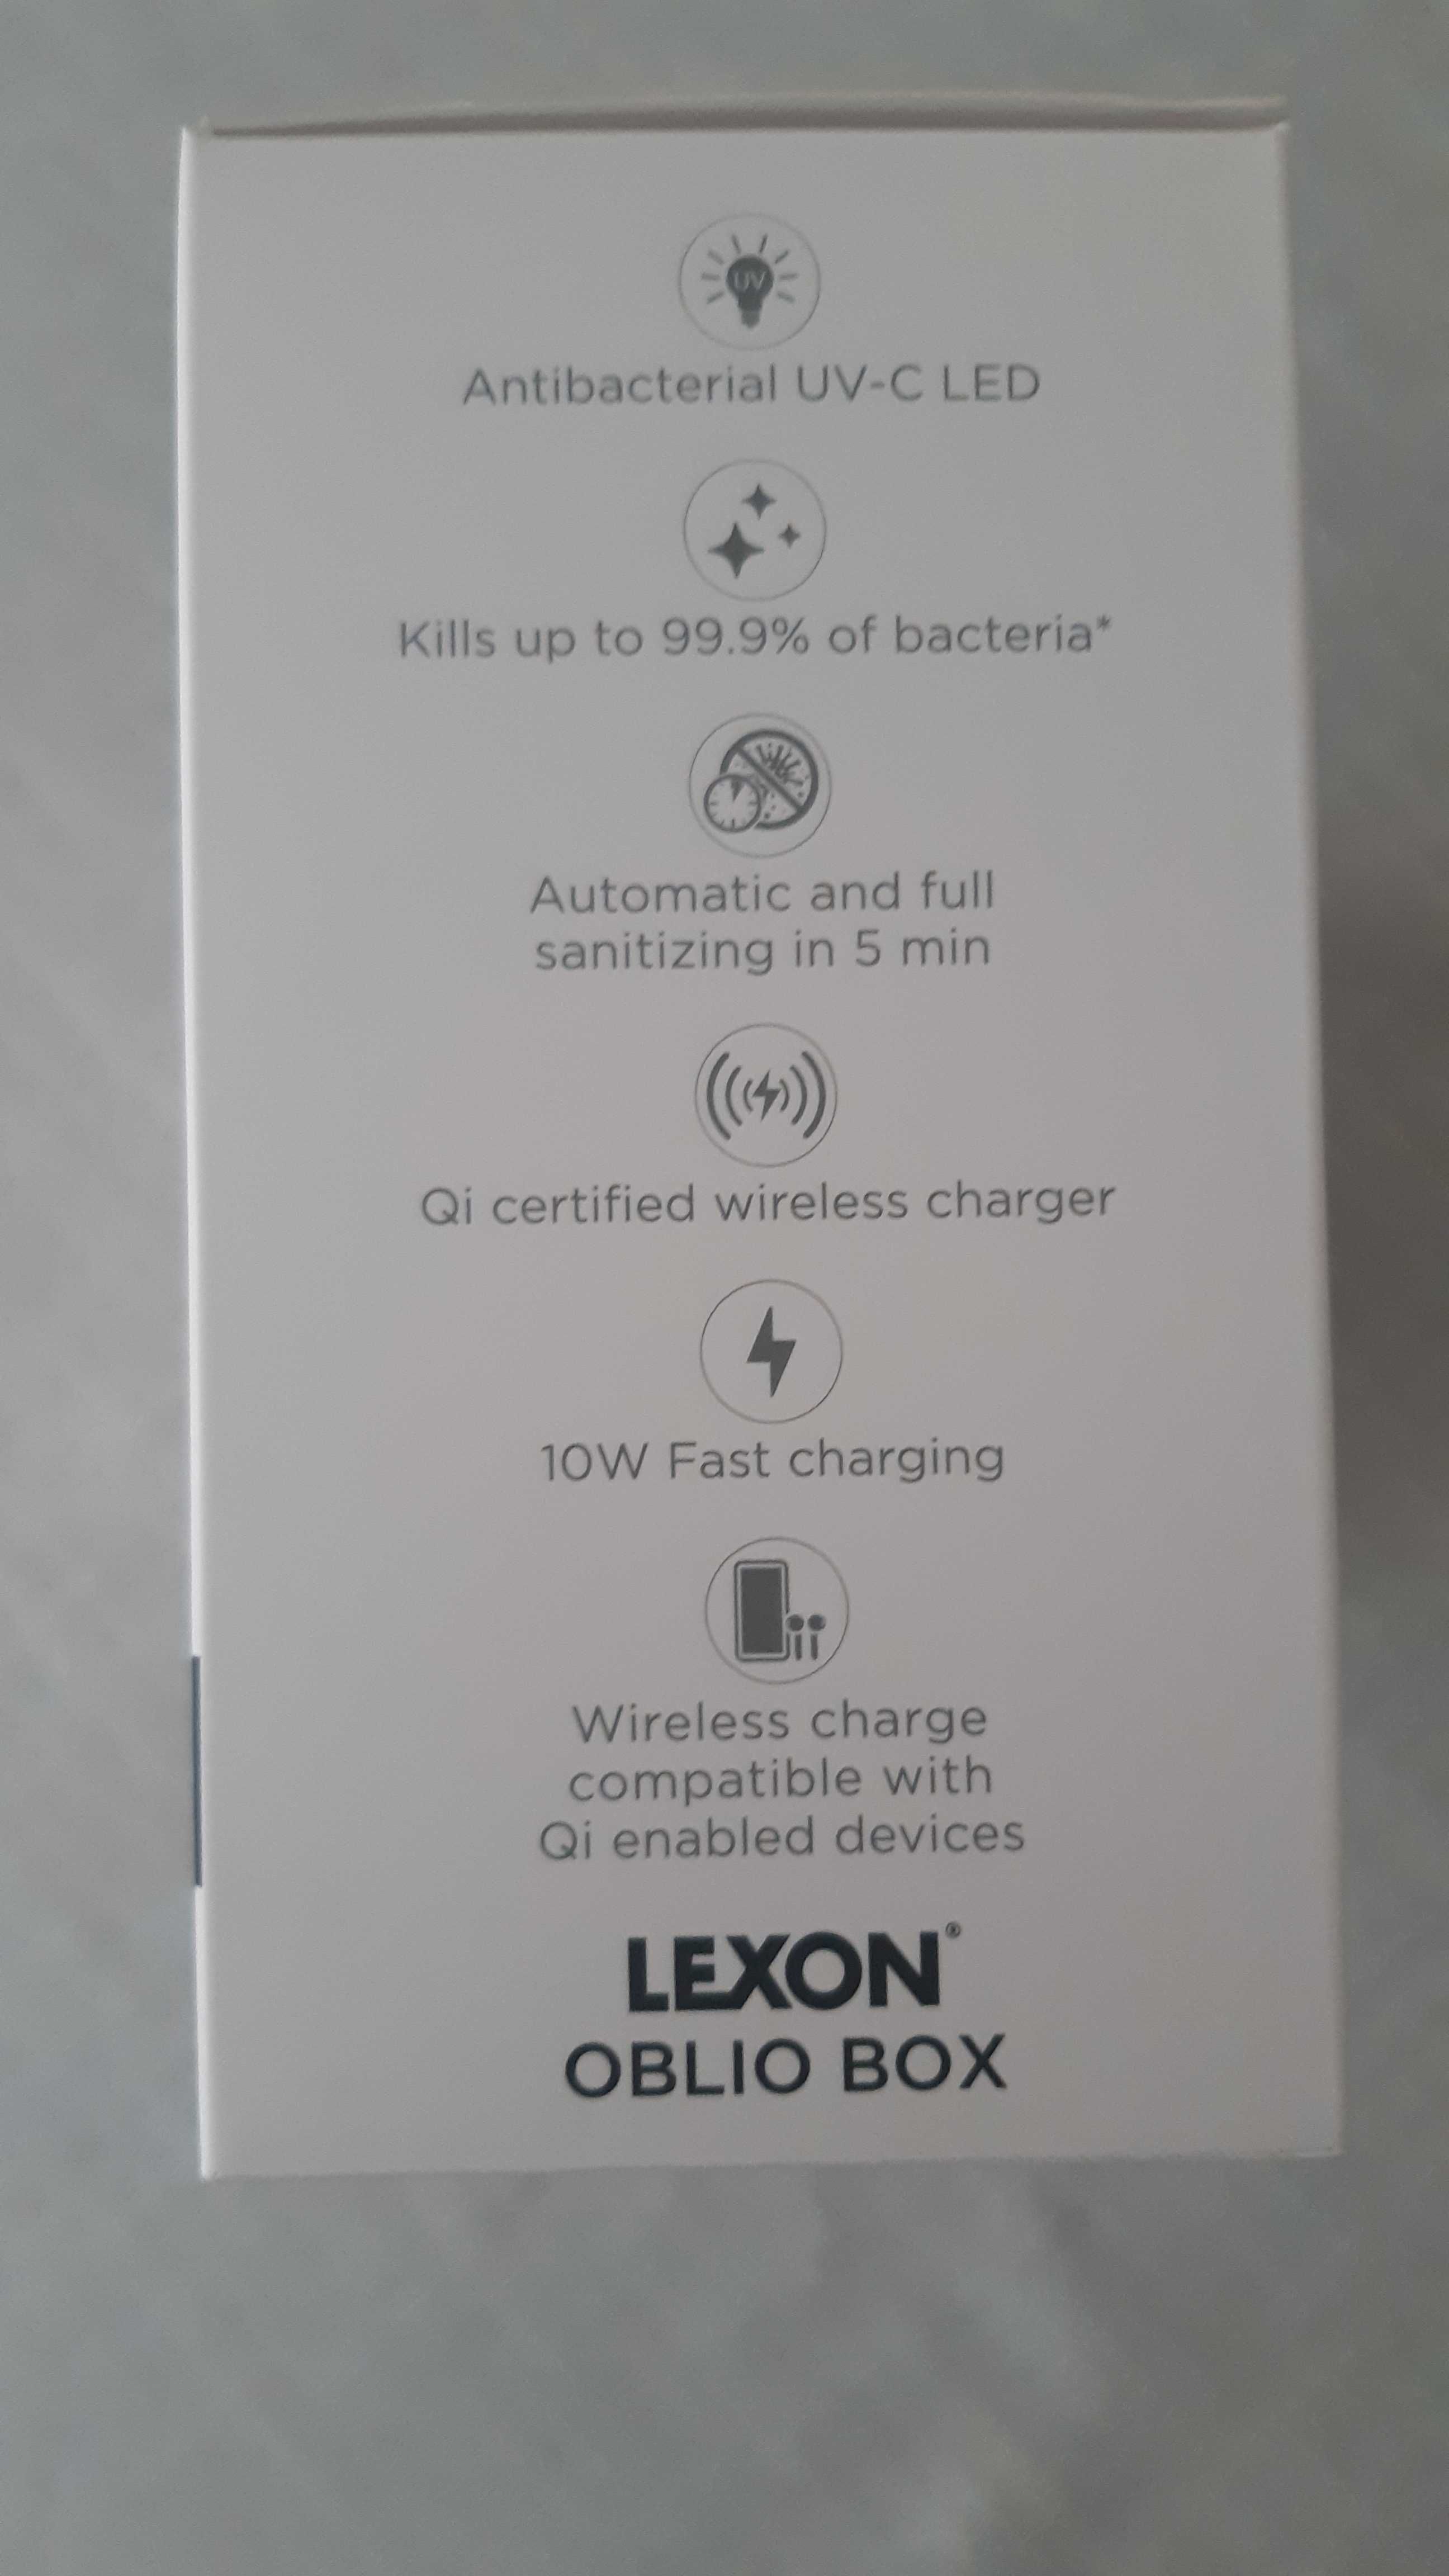 UV
Antibacterial UV-C LED
Kills up to 99.9% of bacteria*
Automatic and full
sanitizing in 5 min
Qi certified wireless charger
10W Fast charging
Wireless charge
compatible with
Qi enabled devices
LEXON®
OBLIO BOX